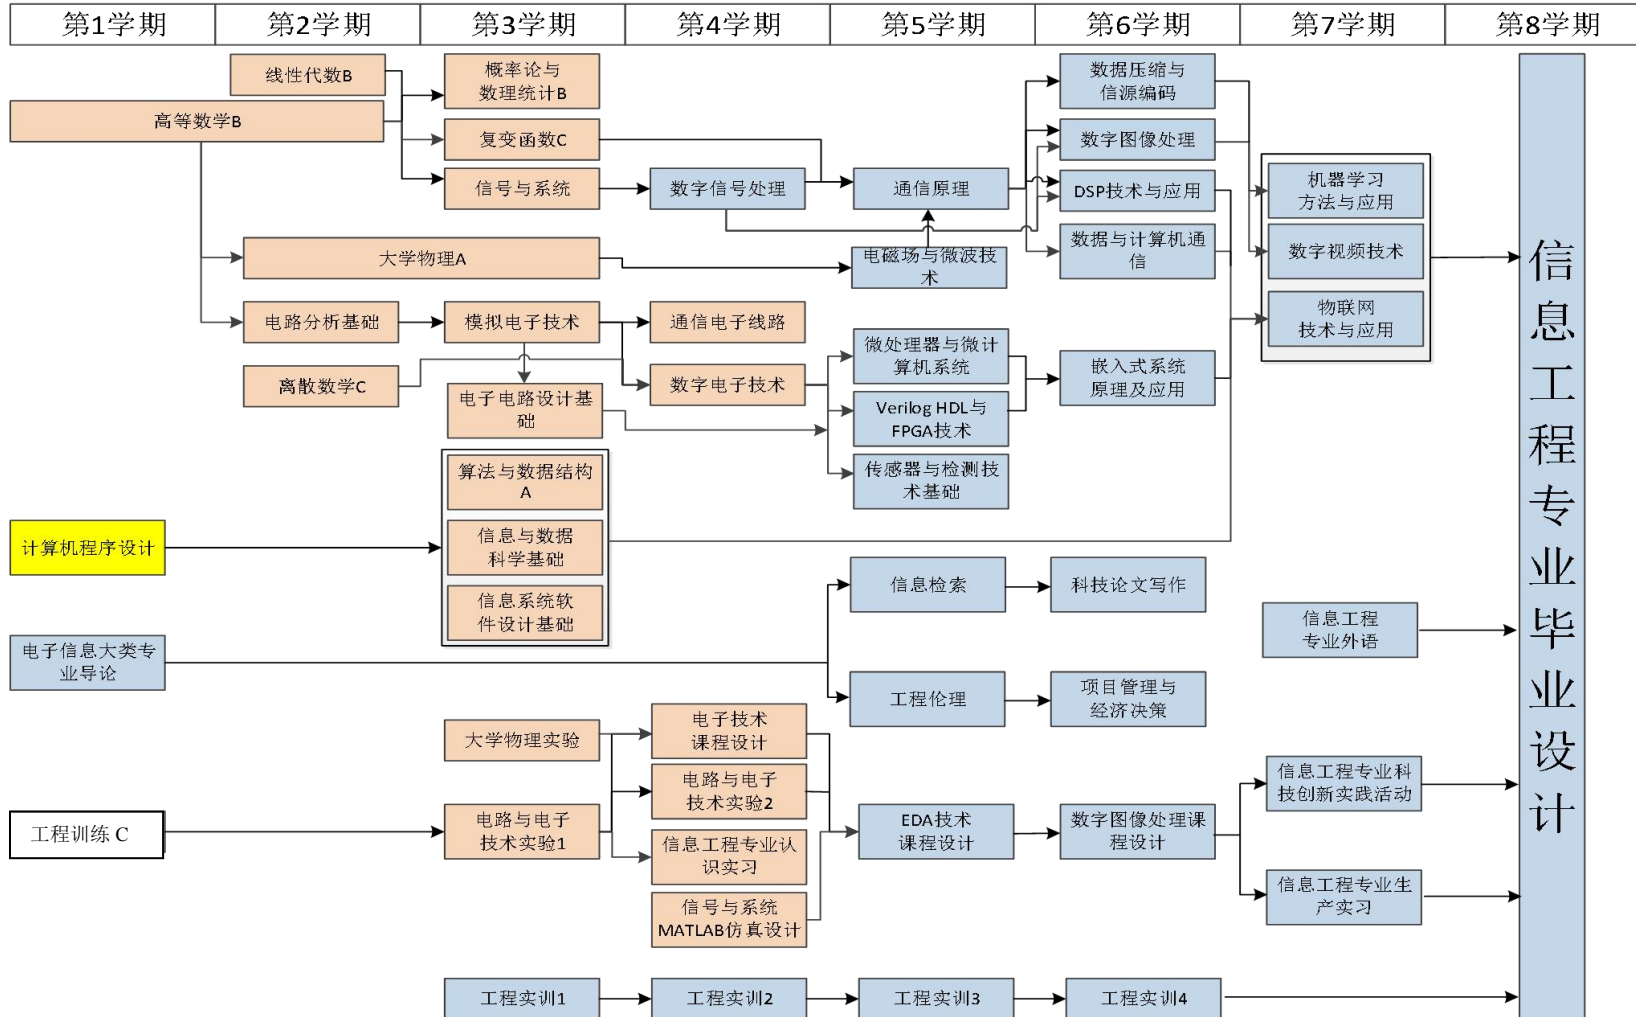 第1学期
第2学期
第3学期
第4学期
第5学期
第6学期
第7学期
第8学期
线性代数B
高等数学B
概率论与
数理统计B
复变函数C
信号与系统
数字信号处理
通信原理
数据压缩与
信源编码
数字图像处理
DSP技术与应用
数据与计算机通
信
机器学习
方法与应用
数字视频技术
物联网
技术与应用
大学物理A
电磁场与微波技
术
电路分析基础
模拟电子技术
通信电子线路
离散数学C
电子电路设计基
础
数字电子技术
微处理器与微计
算机系统
Verilog HDL与
FPGA技术
传感器与检测技
术基础
嵌入式系统
原理及应用
算法与数据结构
A
信息与数据
科学基础
信息系统软
件设计基础
计算机程序设计
电子信息大类专
业导论
信息检索
科技论文写作
工程伦理
项目管理与
经济决策
信息工程
专业外语
大学物理实验
电路与电子
技术实验1
电子技术
课程设计
电路与电子
技术实验2
信息工程专业认
识实习
信号与系统
MATLAB仿真设计
工程训练 C
EDA技术
课程设计
数字图像处理课
程设计
信息工程专业科
技创新实践活动
信息工程专业生
产实习
工程实训1
工程实训2
工程实训3
工程实训4
信息工程专业毕业设计